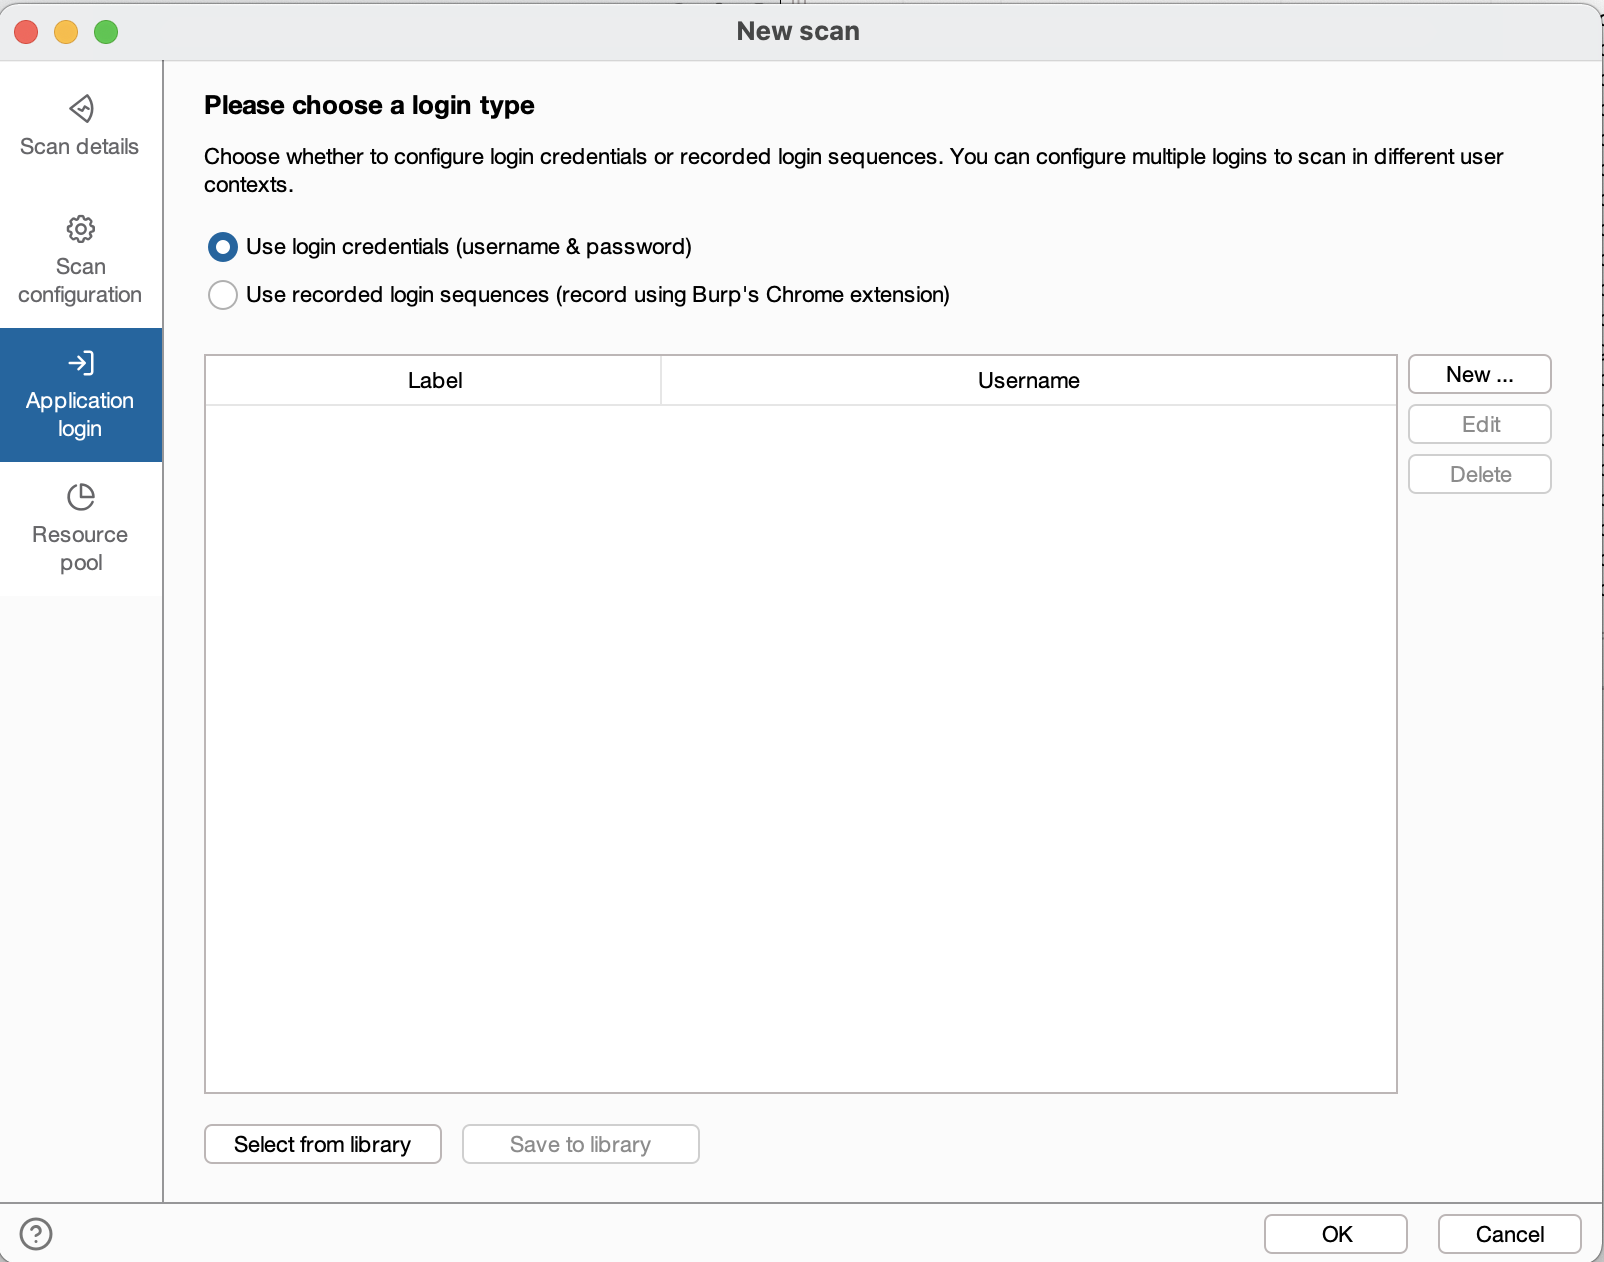 New scan
Scan details
Scan
configuration
Application
login
Resource
pool
Please choose a login type
Choose whether to configure login credentials or recorded login sequences. You can configure multiple logins to scan in different user
contexts.
Use login credentials (username & password)
Use recorded login sequences (record using Burp's Chrome extension)
Label Username
New ...
Edit
Delete
Select from library Save to library
? OK Cancel